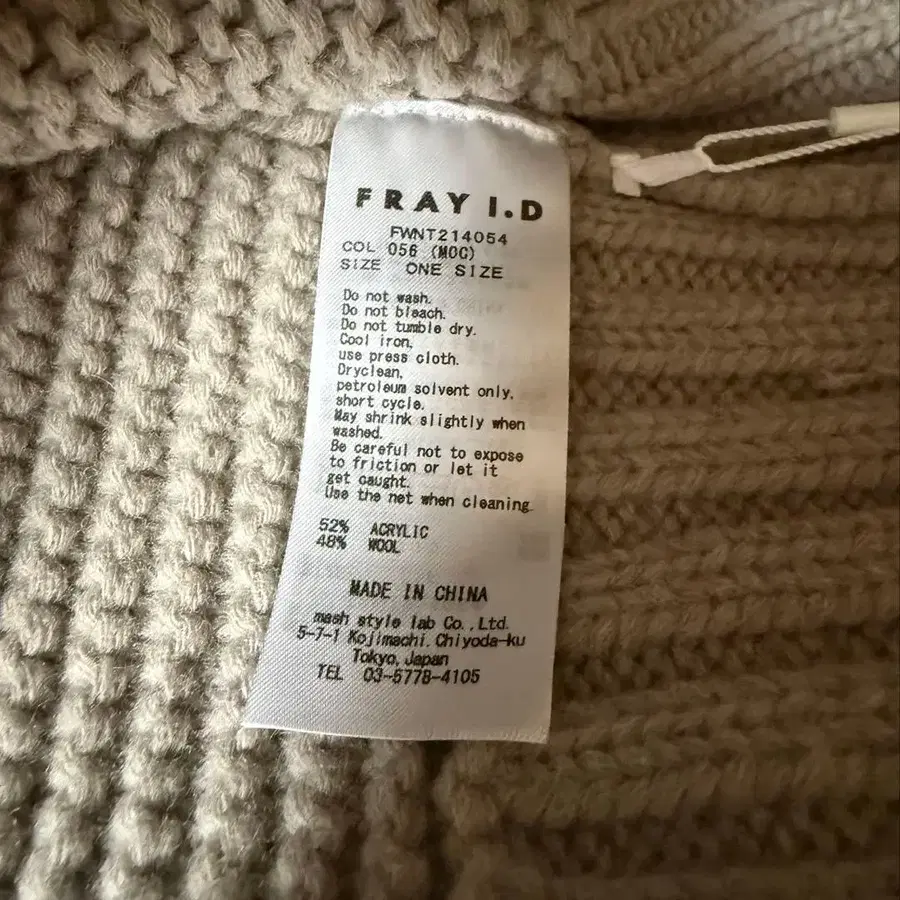 FRAY I.D
FWNT214054
COL 056 (MOC)
SIZE ONE SIZE
Do not wash.
Do not bleach.
Do not tumble dry.
Cool iron,
use press cloth.
Dryclean,
petroleum solvent only,
short cycle.
May shrink slightly when
washed.
Be careful not to expose
to friction or let it
get caught.
Use the net when cleaning.
52% ACRYLIC
48% WOOL
MADE IN CHINA
mash style lab Co.,Ltd.
5-7-1 Kojimachi.Chiyoda-ku
Tokyo,Japan
TEL 03-5778-4105